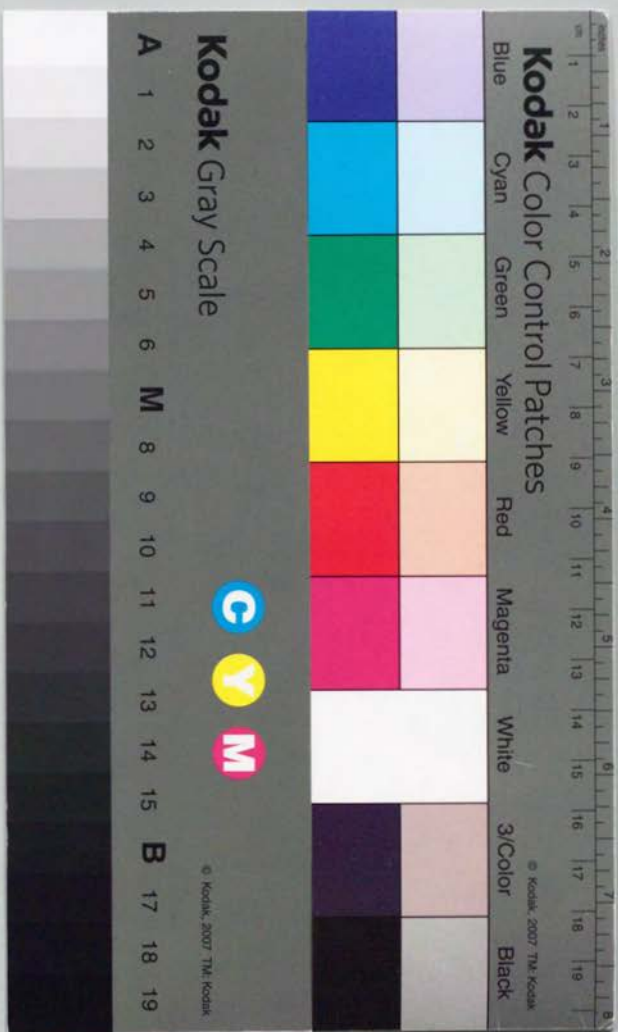 inches
1 2 3 4 5 6 7 8
cm
1 2 3 4 5 6 7 8 9 10 11 12 13 14 15 16 17 18 19
Kodak Color Control Patches
© Kodak, 2007 TM: Kodak
Blue Cyan Green Yellow Red Magenta White 3/Color Black
Kodak Gray Scale
C Y M
© Kodak, 2007 TM: Kodak
A 1 2 3 4 5 6 M 8 9 10 11 12 13 14 15 B 17 18 19